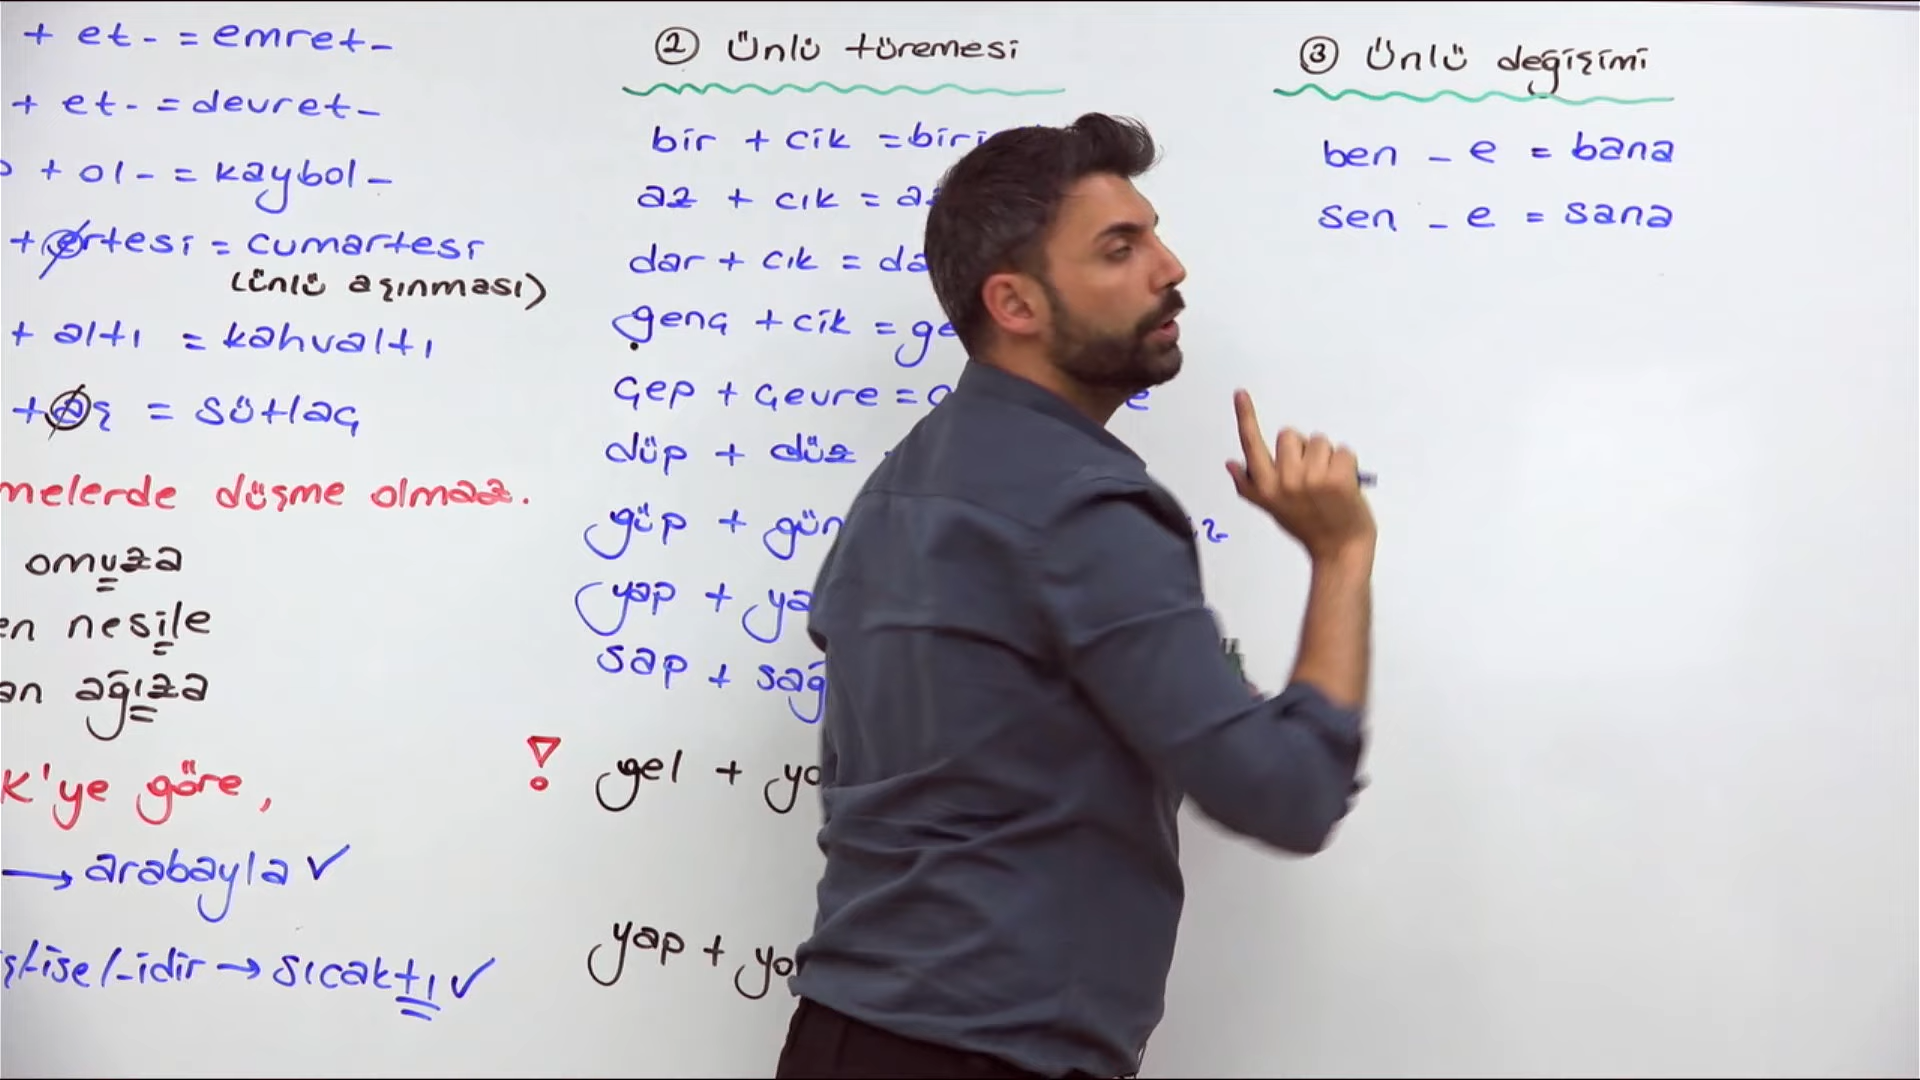 + et- = emret-
+ et- = devret-
+ ol- = kaybol-
+ ertesi = cumartesi
(ünlü aşınması)
+ altı = kahvaltı
+ aş = sütlaç
melerde düşme olmaz.
omuza
en nesile
an ağıza
K'ye göre,
→ arabayla ✓
ş/-ise/-idir → sıcaktı ✓
② Ünlü türemesi
bir + cik = biri
az + cık = az
dar + cık = da
genç + cik = ge
çep + çevre = ç e
düp + düz
güp + gün
yap + ya
sap + sağ
! gel + yo
yap + yo
③ Ünlü değişimi
ben - e = bana
sen - e = sana